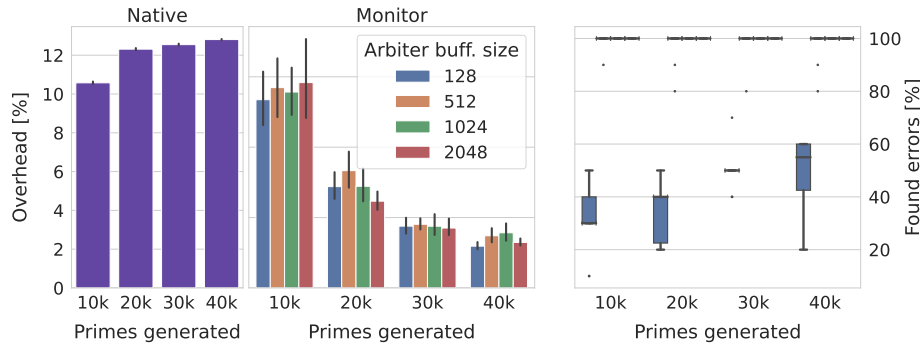 Native
Monitor
Overhead [%]
12
10
8
6
4
2
0
10k 20k 30k 40k
Primes generated
Arbiter buff. size
128
512
1024
2048
10k 20k 30k 40k
Primes generated
100
80
60
40
20
Found errors [%]
10k 20k 30k 40k
Primes generated